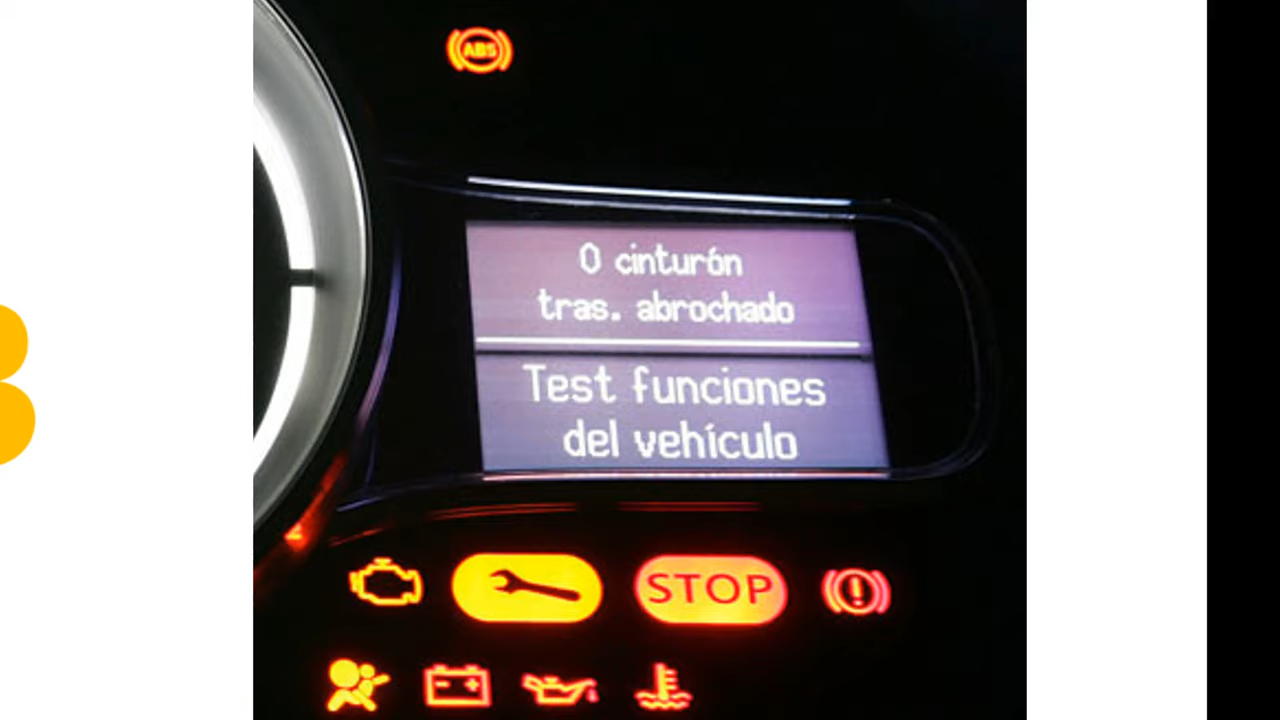 ABS
0 cinturón
tras. abrochado
Test funciones
del vehículo
STOP